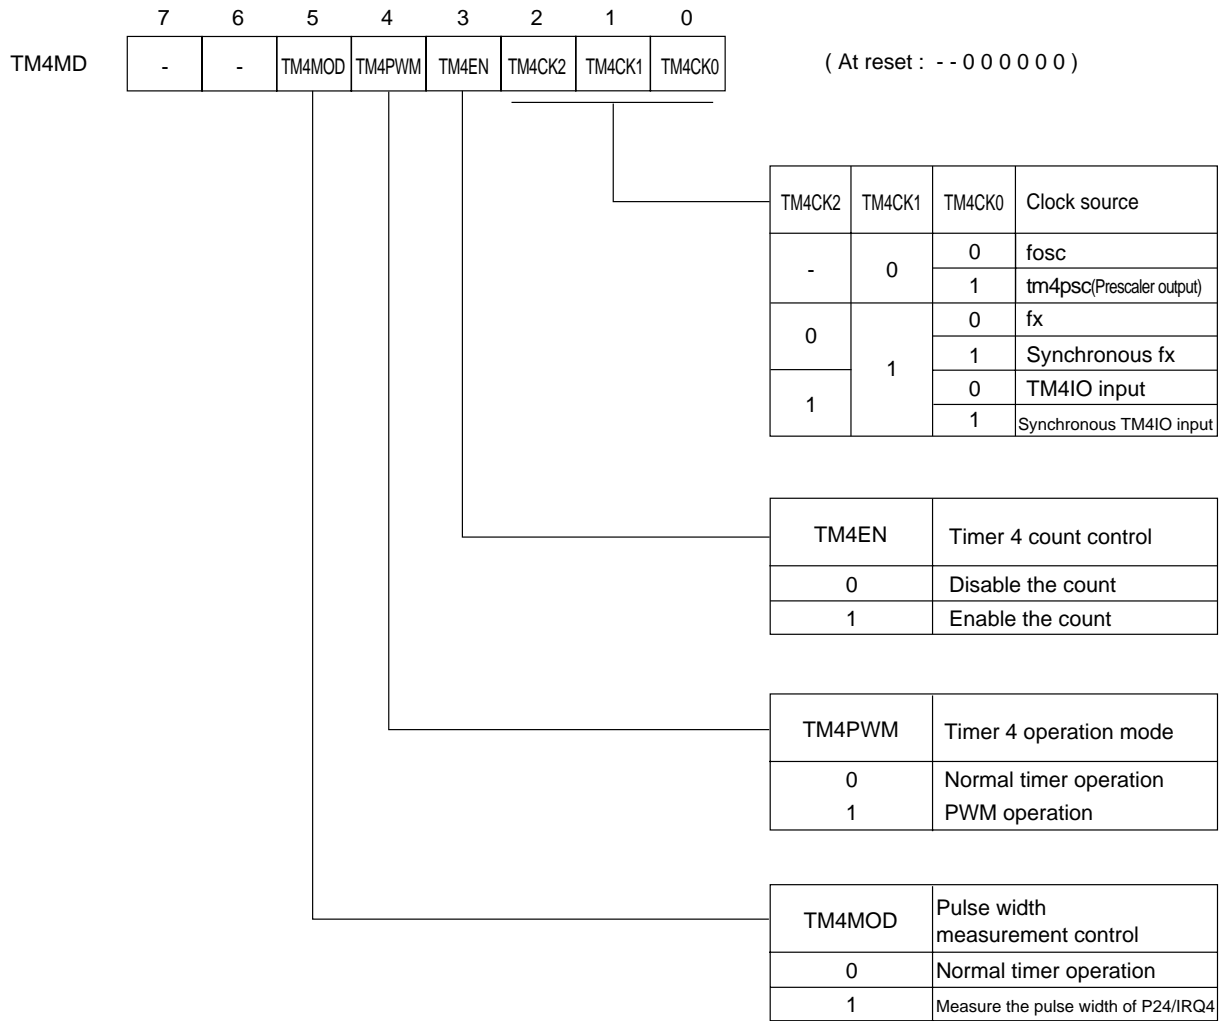 7 6 5 4 3 2 1 0
TM4MD - - TM4MOD TM4PWM TM4EN TM4CK2 TM4CK1 TM4CK0 ( At reset : - - 0 0 0 0 0 0 )
TM4CK2 TM4CK1 TM4CK0 Clock source
- 0 0 fosc
1 tm4psc(Prescaler output)
0 1 0 fx
1 Synchronous fx
1 0 TM4IO input
1 Synchronous TM4IO input
TM4EN Timer 4 count control
0 Disable the count
1 Enable the count
TM4PWM Timer 4 operation mode
0 Normal timer operation
1 PWM operation
TM4MOD Pulse width
measurement control
0 Normal timer operation
1 Measure the pulse width of P24/IRQ4